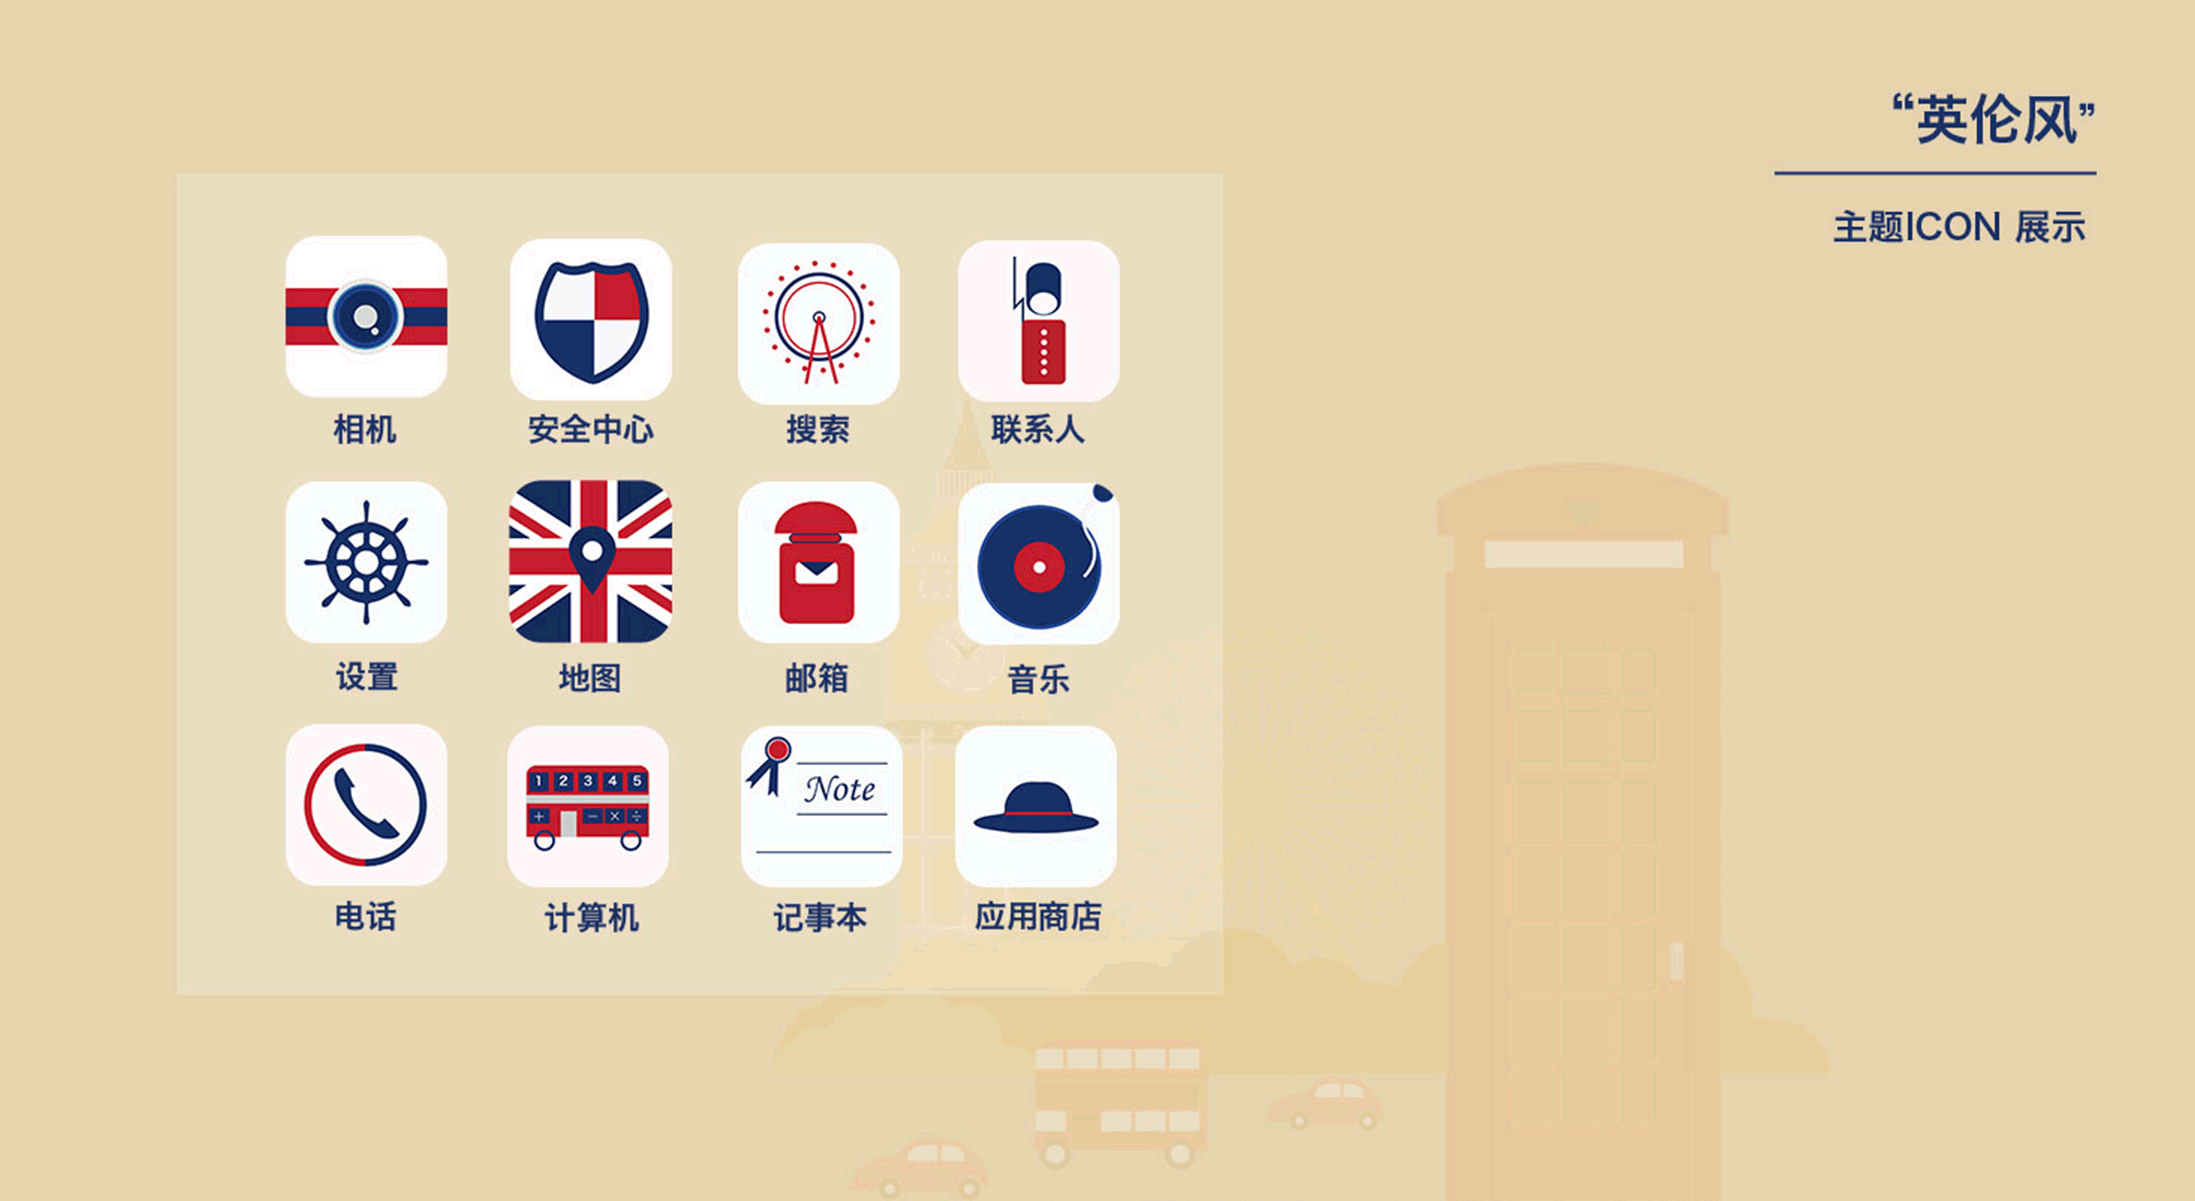 “英伦风”
主题ICON 展示
相机 安全中心 搜索 联系人
设置 地图 邮箱 音乐
1 2 3 4 5
+ − × ÷
Note
电话 计算机 记事本 应用商店